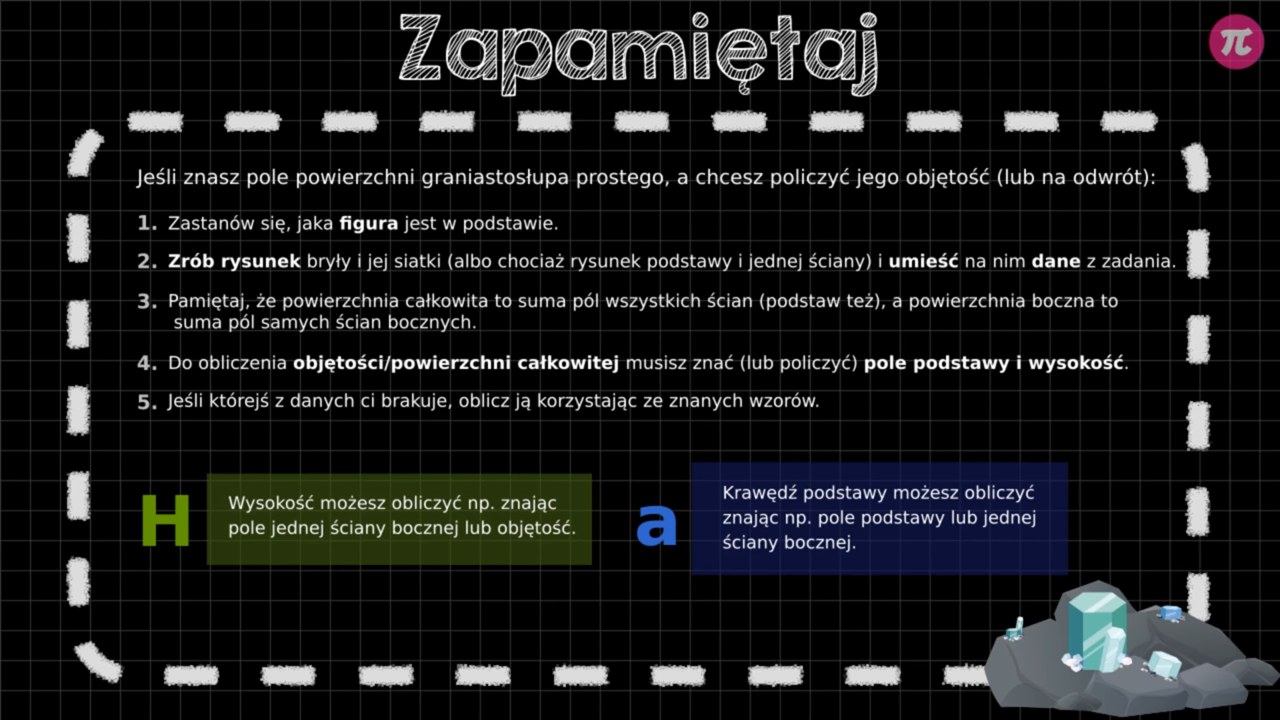 Zapamiętaj
π
Jeśli znasz pole powierzchni graniastosłupa prostego, a chcesz policzyć jego objętość (lub na odwrót):
1. Zastanów się, jaka figura jest w podstawie.
2. Zrób rysunek bryły i jej siatki (albo chociaż rysunek podstawy i jednej ściany) i umieść na nim dane z zadania.
3. Pamiętaj, że powierzchnia całkowita to suma pól wszystkich ścian (podstaw też), a powierzchnia boczna to
suma pól samych ścian bocznych.
4. Do obliczenia objętości/powierzchni całkowitej musisz znać (lub policzyć) pole podstawy i wysokość.
5. Jeśli którejś z danych ci brakuje, oblicz ją korzystając ze znanych wzorów.
H
Wysokość możesz obliczyć np. znając
pole jednej ściany bocznej lub objętość.
a
Krawędź podstawy możesz obliczyć
znając np. pole podstawy lub jednej
ściany bocznej.